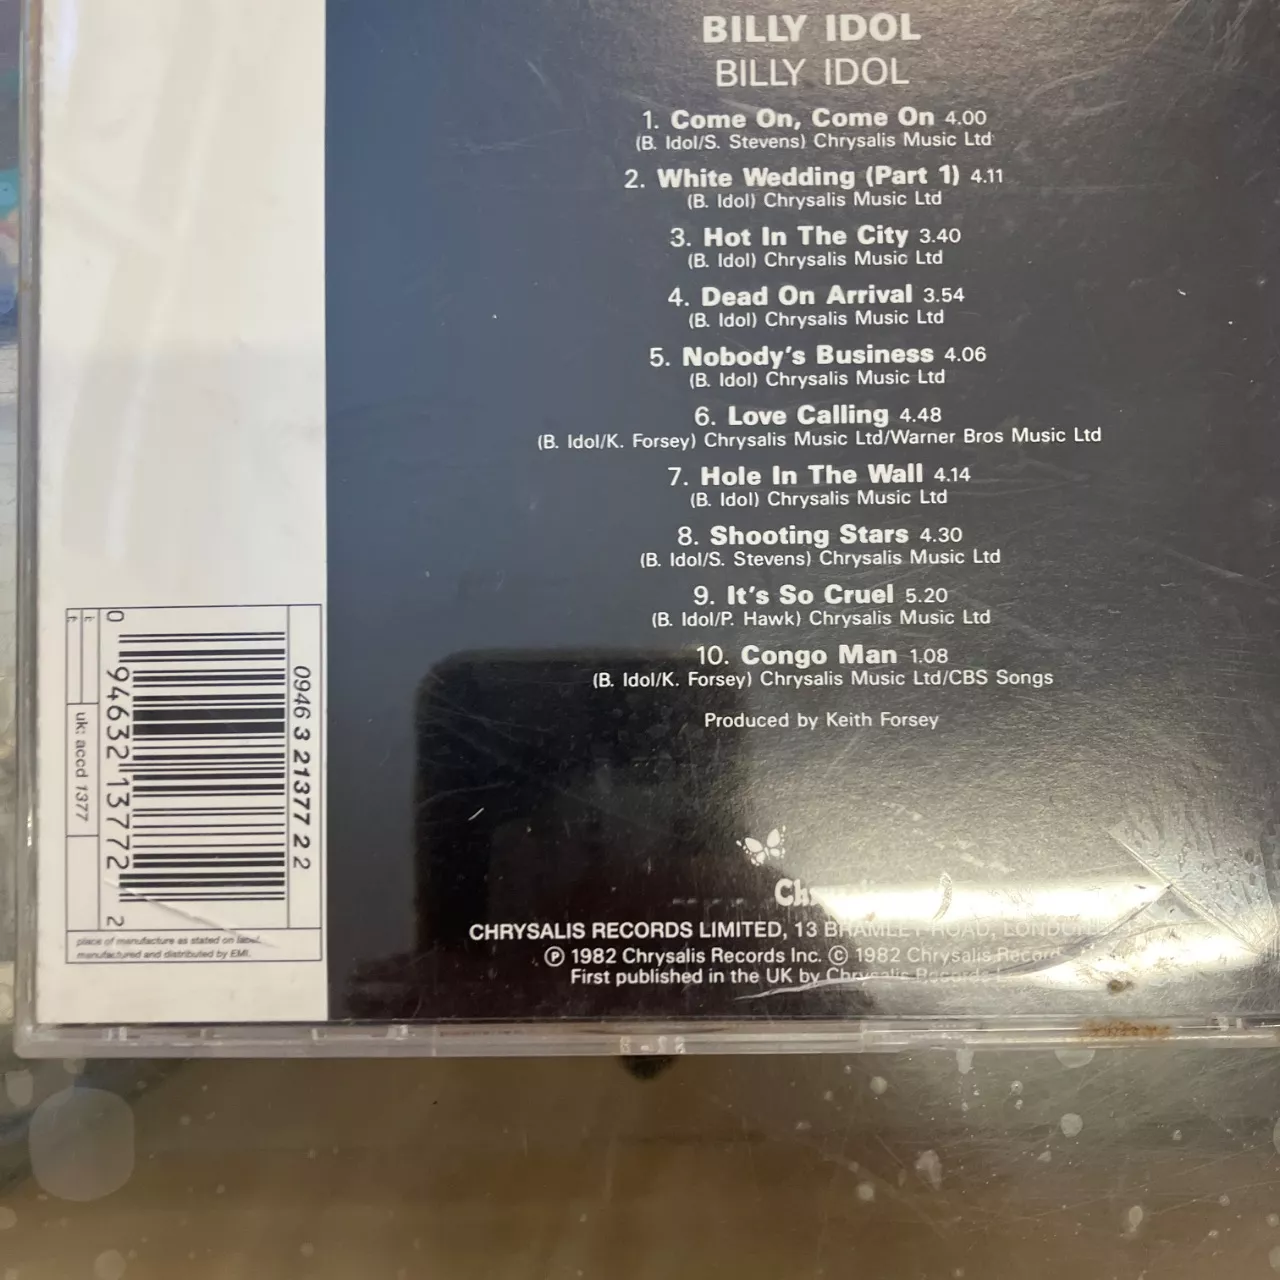 BILLY IDOL
BILLY IDOL
1. Come On, Come On 4.00
(B. Idol/S. Stevens) Chrysalis Music Ltd
2. White Wedding (Part 1) 4.11
(B. Idol) Chrysalis Music Ltd
3. Hot In The City 3.40
(B. Idol) Chrysalis Music Ltd
4. Dead On Arrival 3.54
(B. Idol) Chrysalis Music Ltd
5. Nobody's Business 4.06
(B. Idol) Chrysalis Music Ltd
6. Love Calling 4.48
(B. Idol/K. Forsey) Chrysalis Music Ltd/Warner Bros Music Ltd
7. Hole In The Wall 4.14
(B. Idol) Chrysalis Music Ltd
8. Shooting Stars 4.30
(B. Idol/S. Stevens) Chrysalis Music Ltd
9. It's So Cruel 5.20
(B. Idol/P. Hawk) Chrysalis Music Ltd
10. Congo Man 1.08
(B. Idol/K. Forsey) Chrysalis Music Ltd/CBS Songs
Produced by Keith Forsey
CHRYSALIS RECORDS LIMITED, 13 BRAMLEY ROAD, LONDON
Ⓟ 1982 Chrysalis Records Inc. © 1982 Chrysalis
First published in the UK by Chrysalis Records
0946 3 21377 2 2
0 94632 13772 2
uk: accd 1377
place of manufacture as stated on label.
manufactured and distributed by EMI.